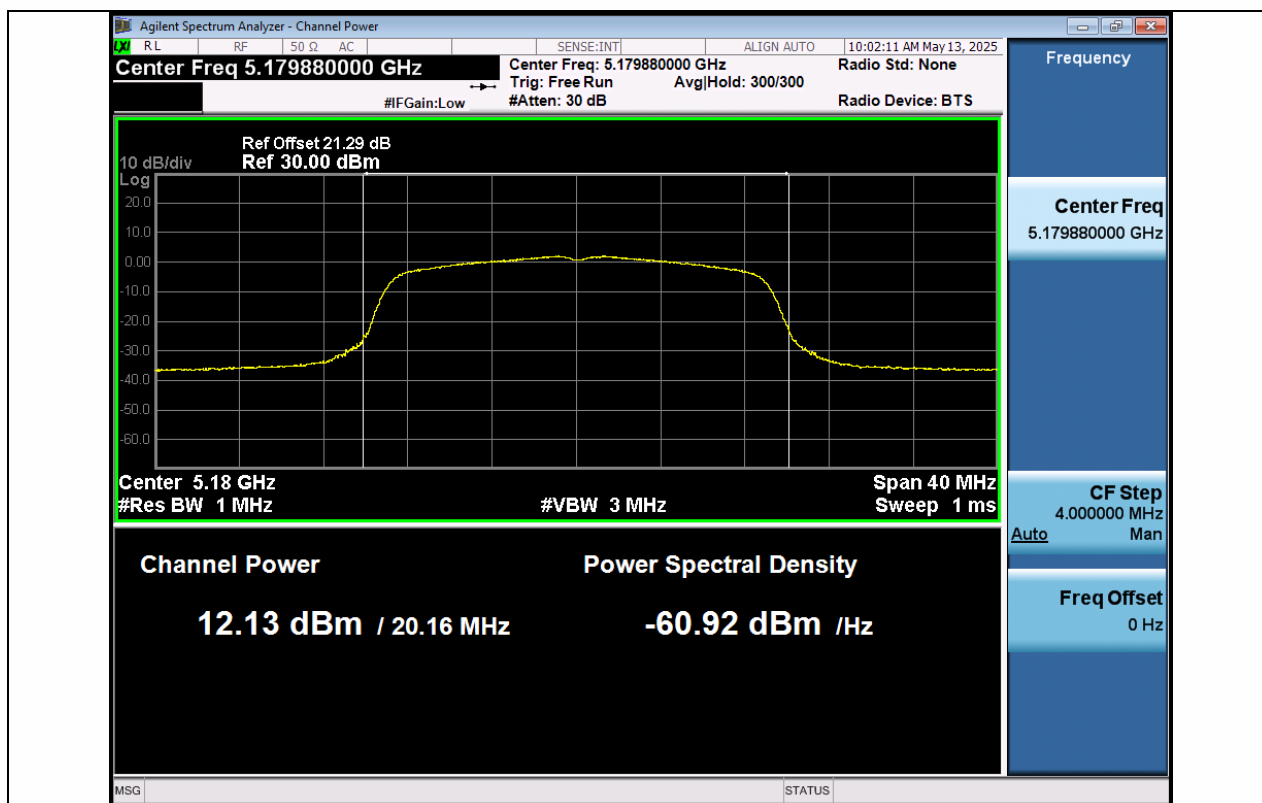 Agilent Spectrum Analyzer - Channel Power
LXI RL RF 50 Ω AC SENSE:INT ALIGN AUTO 10:02:11 AM May 13, 2025
Center Freq 5.179880000 GHz
Center Freq: 5.179880000 GHz Radio Std: None
Trig: Free Run Avg|Hold: 300/300
#IFGain:Low #Atten: 30 dB Radio Device: BTS
Ref Offset 21.29 dB
10 dB/div Ref 30.00 dBm
Log
20.0
10.0
0.00
-10.0
-20.0
-30.0
-40.0
-50.0
-60.0
Center 5.18 GHz Span 40 MHz
#Res BW 1 MHz #VBW 3 MHz Sweep 1 ms
Channel Power Power Spectral Density
12.13 dBm / 20.16 MHz -60.92 dBm /Hz
MSG STATUS
Frequency
Center Freq
5.179880000 GHz
CF Step
4.000000 MHz
Auto Man
Freq Offset
0 Hz